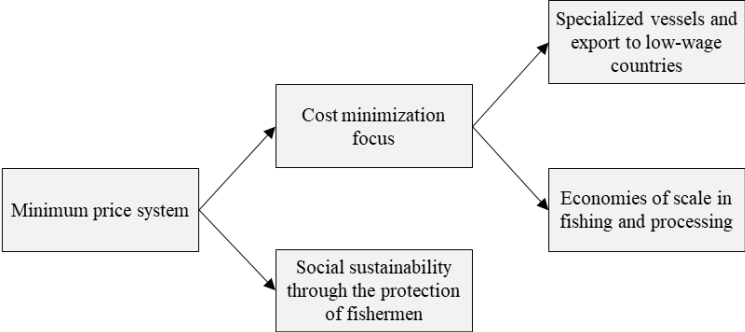 Specialized vessels and
export to low-wage
countries
Cost minimization
focus
Minimum price system
Economies of scale in
fishing and processing
Social sustainability
through the protection
of fishermen